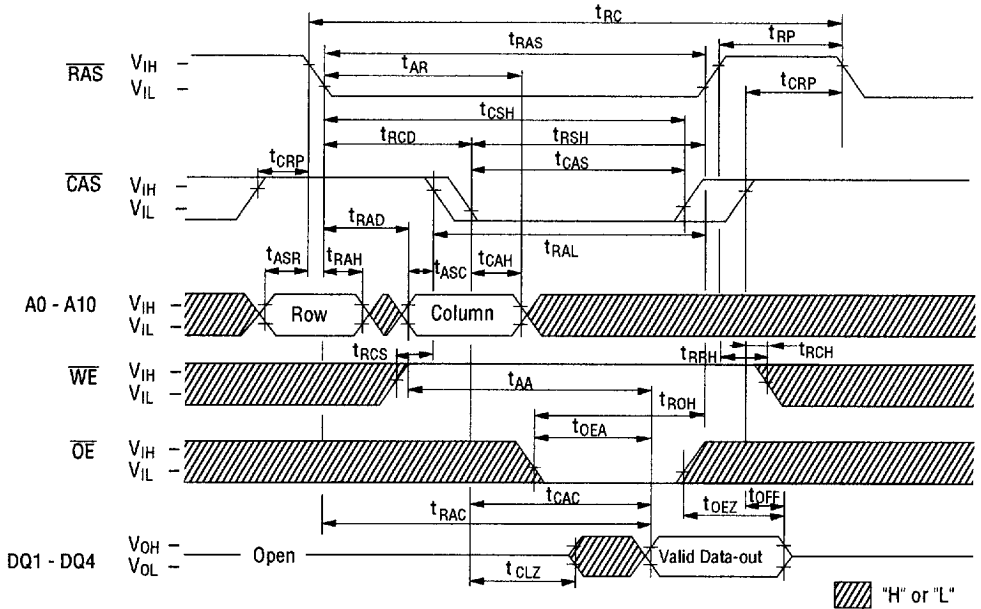 tRC
tRAS
tRP
RAS
VIH
VIL
tAR
tCRP
tCSH
tRCD
tRSH
tCRP
tCAS
CAS
VIH
VIL
tRAD
tRAL
tASR
tRAH
tASC
tCAH
A0 - A10
VIH
VIL
Row
Column
tRCS
tRRH
tRCH
WE
VIH
VIL
tAA
tROH
tOEA
OE
VIH
VIL
tCAC
tOEZ
tOFF
tRAC
DQ1 - DQ4
VOH
VOL
Open
Valid Data-out
tCLZ
"H" or "L"